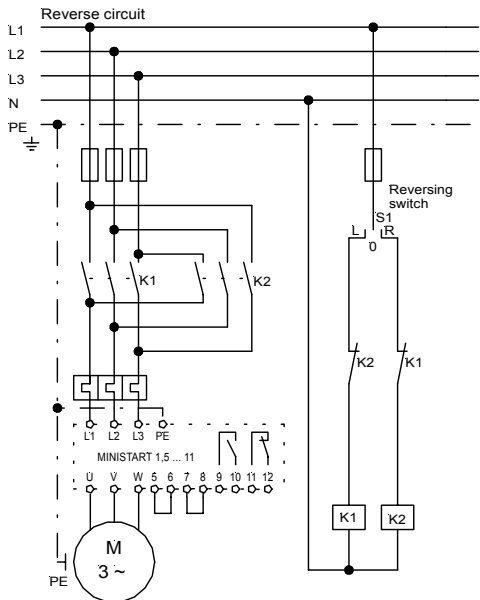 Reverse circuit
L1
L2
L3
N
PE
Reversing
switch
S1
L R
0
K1 K2
K2 K1
L1 L2 L3 PE
MINISTART 1,5 ... 11
U V W 5 6 7 8 9 10 11 12
K1 K2
M
3 ~
PE